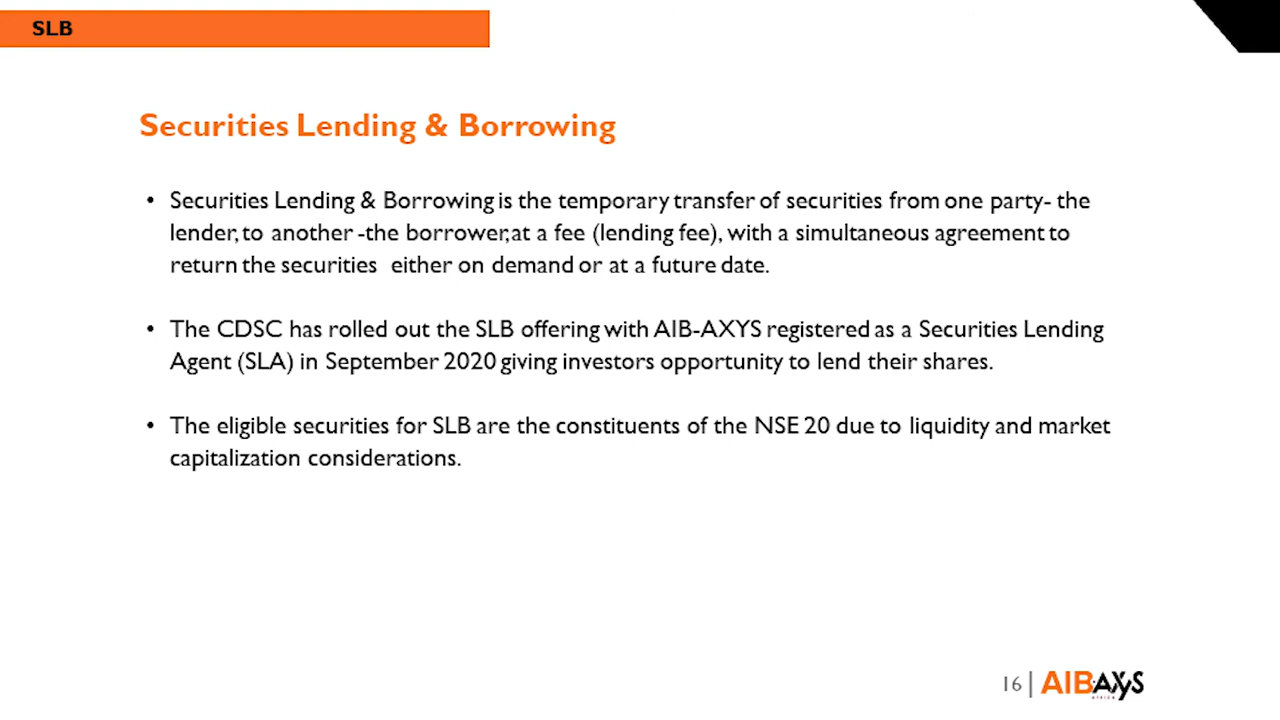 SLB
Securities Lending & Borrowing
• Securities Lending & Borrowing is the temporary transfer of securities from one party- the
lender, to another -the borrower, at a fee (lending fee), with a simultaneous agreement to
return the securities either on demand or at a future date.
• The CDSC has rolled out the SLB offering with AIB-AXYS registered as a Securities Lending
Agent (SLA) in September 2020 giving investors opportunity to lend their shares.
• The eligible securities for SLB are the constituents of the NSE 20 due to liquidity and market
capitalization considerations.
16 | AIBAXYS
AFRICA